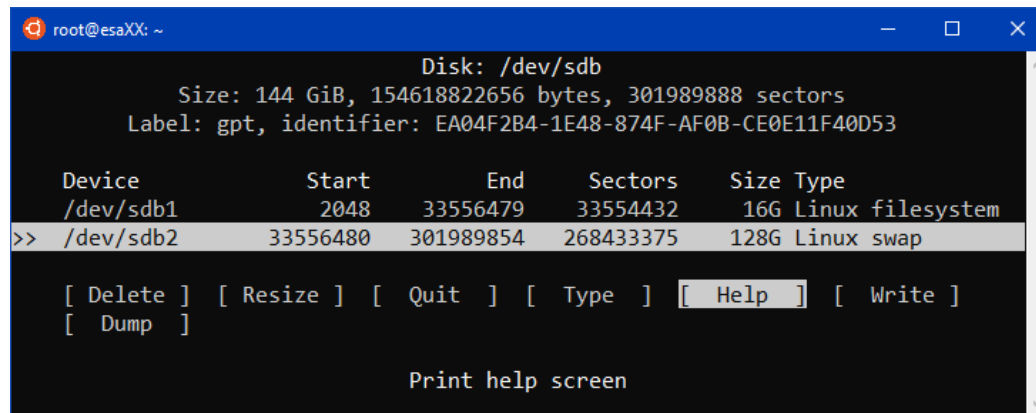 root@esaXX: ~
Disk: /dev/sdb
Size: 144 GiB, 154618822656 bytes, 301989888 sectors
Label: gpt, identifier: EA04F2B4-1E48-874F-AF0B-CE0E11F40D53
Device Start End Sectors Size Type
/dev/sdb1 2048 33556479 33554432 16G Linux filesystem
>> /dev/sdb2 33556480 301989854 268433375 128G Linux swap
[ Delete ] [ Resize ] [ Quit ] [ Type ] [ Help ] [ Write ]
[ Dump ]
Print help screen